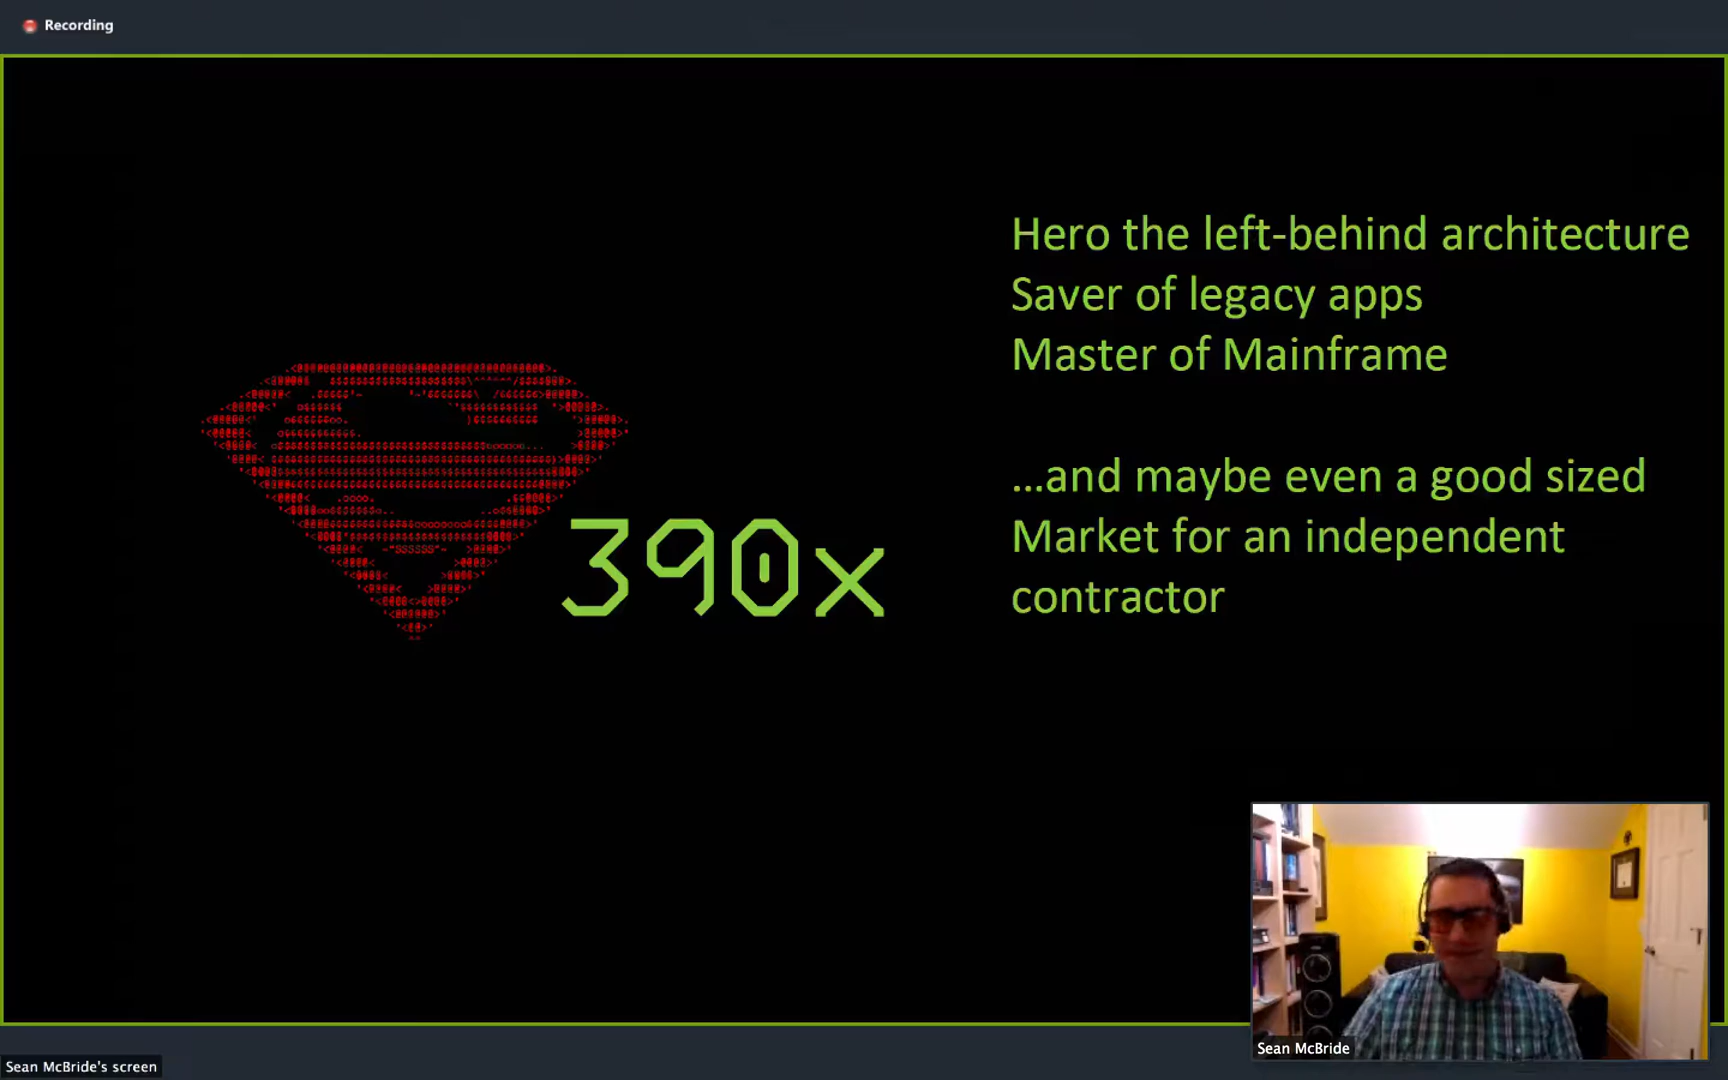 Recording
Hero the left-behind architecture
Saver of legacy apps
Master of Mainframe
...and maybe even a good sized
Market for an independent
contractor
390x
Sean McBride
Sean McBride's screen